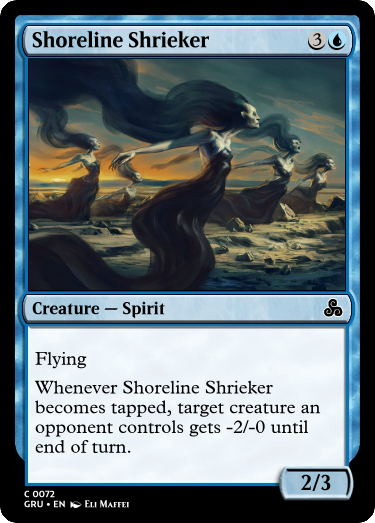 Shoreline Shrieker 3
Creature — Spirit
Flying
Whenever Shoreline Shrieker
becomes tapped, target creature an
opponent controls gets -2/-0 until
end of turn.
2/3
C 0072
GRU • EN Eli Maffei